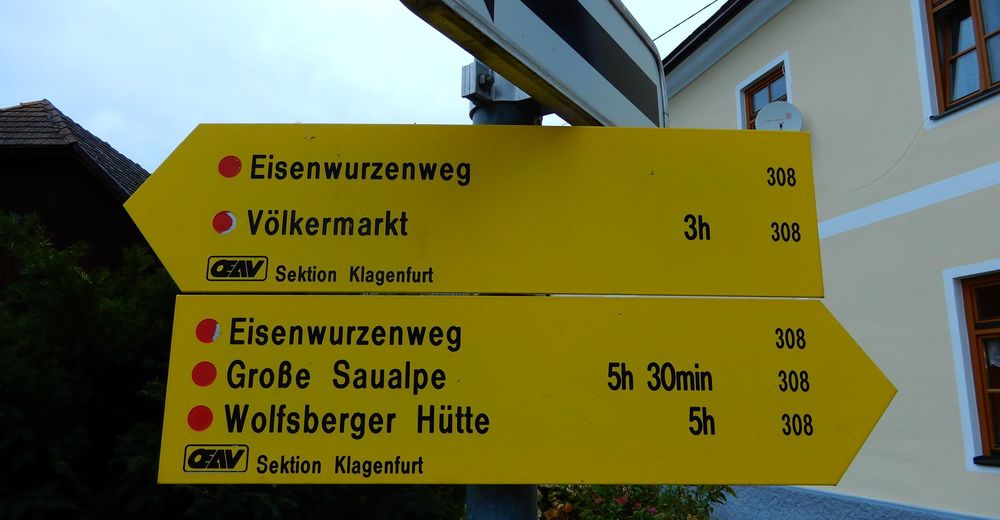 Eisenwurzenweg 308
Völkermarkt 3h 308
ŒAV Sektion Klagenfurt
Eisenwurzenweg 308
Große Saualpe 5h 30min 308
Wolfsberger Hütte 5h 308
ŒAV Sektion Klagenfurt